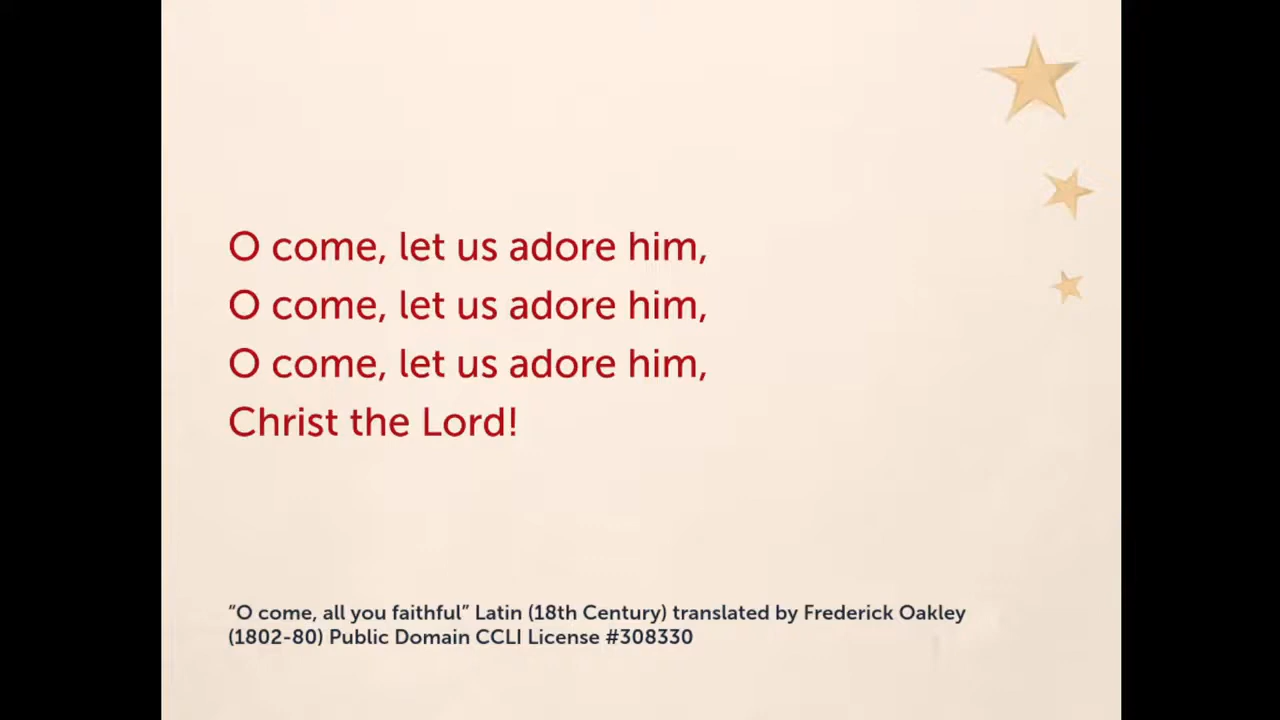 O come, let us adore him,
O come, let us adore him,
O come, let us adore him,
Christ the Lord!
“O come, all you faithful” Latin (18th Century) translated by Frederick Oakley
(1802-80) Public Domain CCLI License #308330